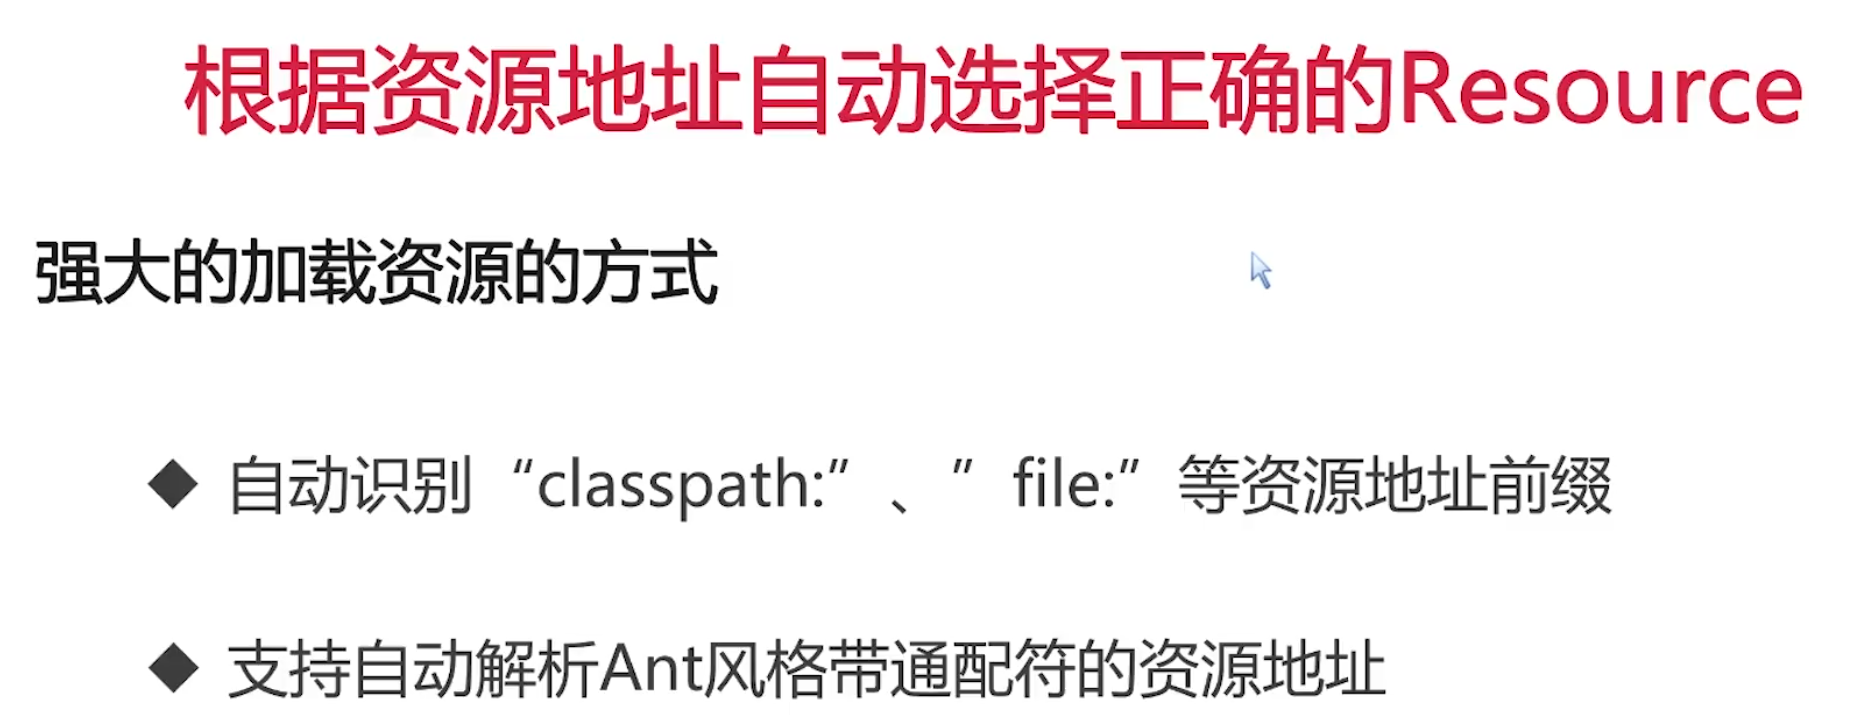 根据资源地址自动选择正确的Resource
强大的加载资源的方式
◆ 自动识别“classpath:”、”file:”等资源地址前缀
◆ 支持自动解析Ant风格带通配符的资源地址